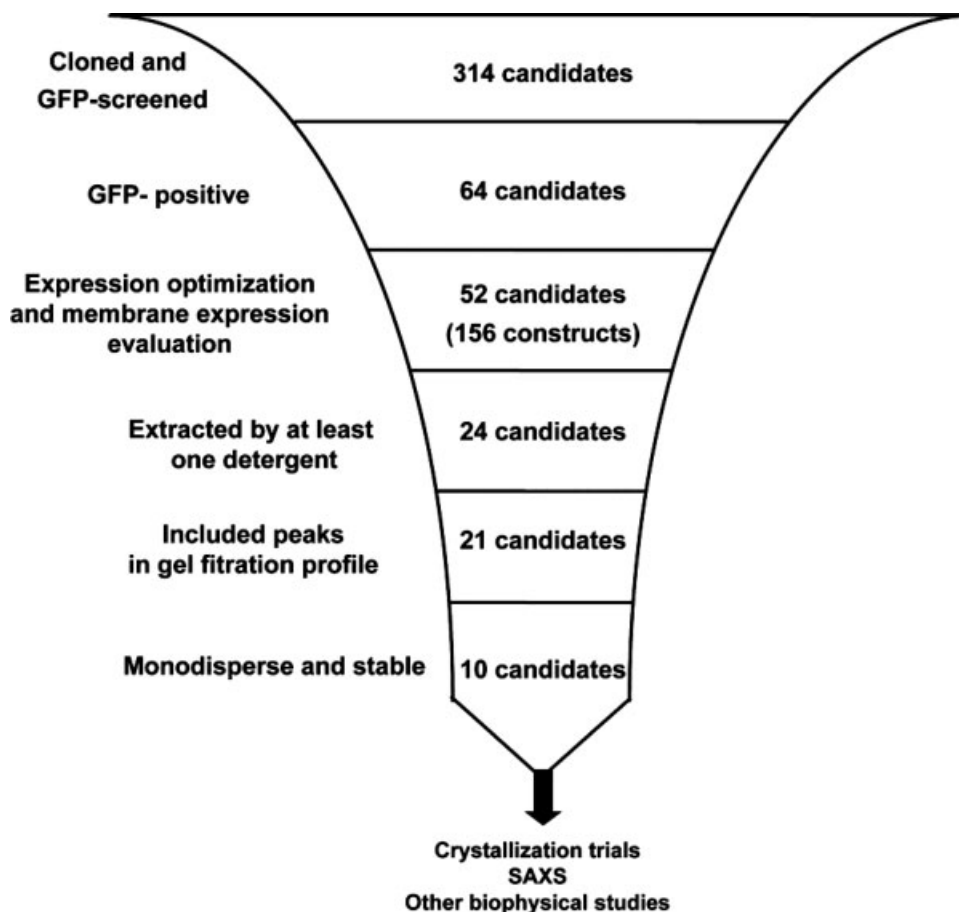 Cloned and
GFP-screened
314 candidates
GFP- positive
64 candidates
Expression optimization
and membrane expression
evaluation
52 candidates
(156 constructs)
Extracted by at least
one detergent
24 candidates
Included peaks
in gel fitration profile
21 candidates
Monodisperse and stable
10 candidates
Crystallization trials
SAXS
Other biophysical studies